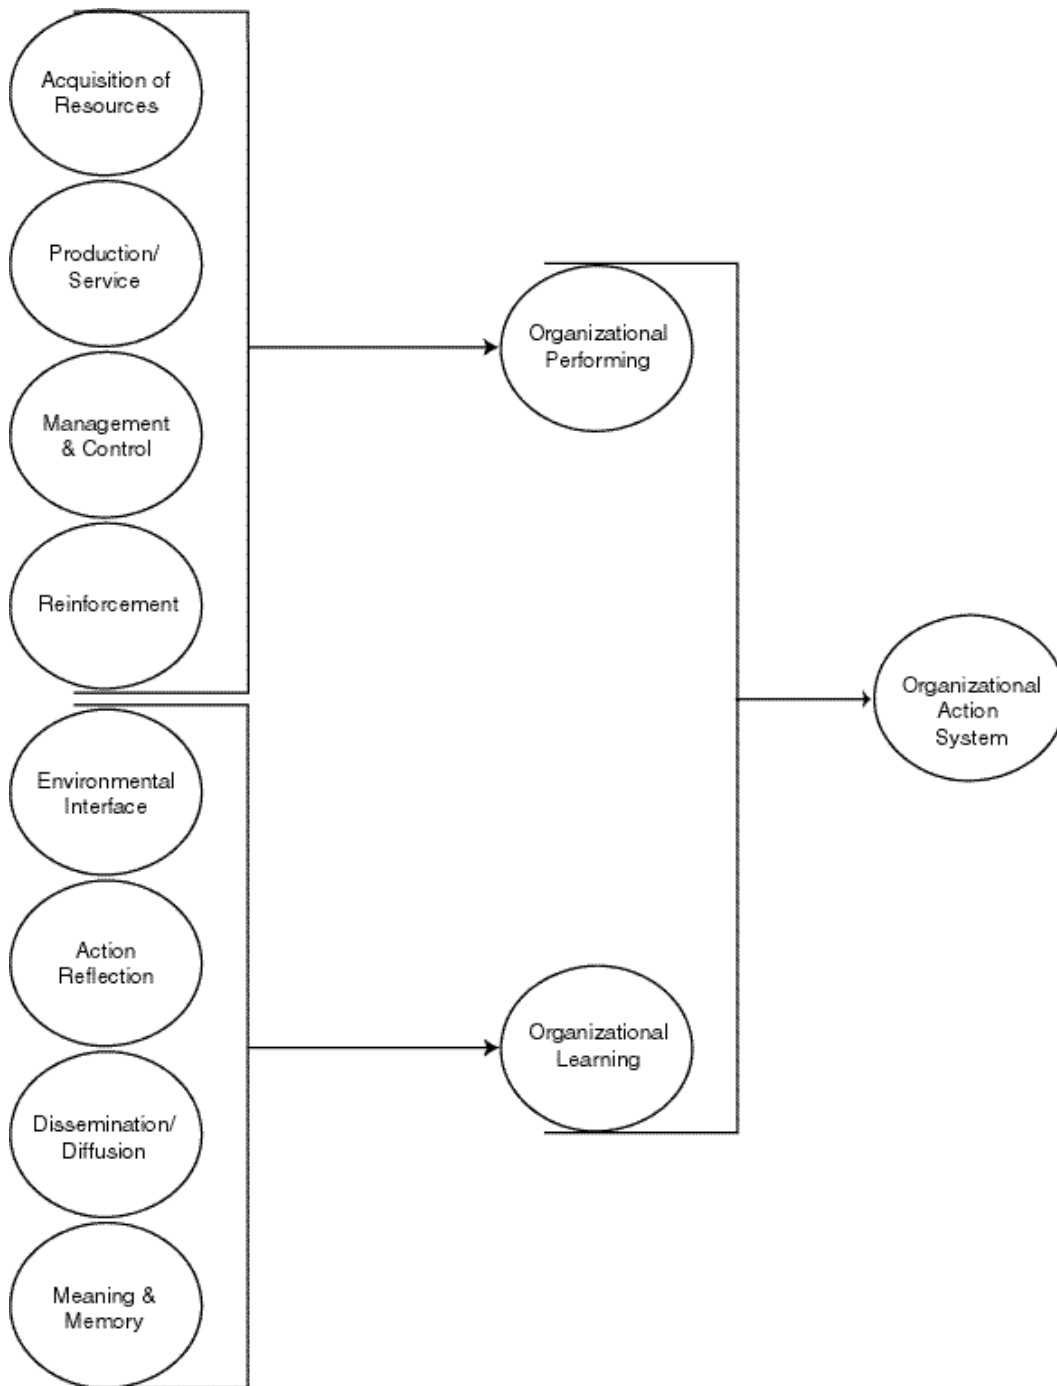 Acquisition of
Resources
Production/
Service
Management
& Control
Reinforcement
Environmental
Interface
Action
Reflection
Dissemination/
Diffusion
Meaning &
Memory
Organizational
Performing
Organizational
Learning
Organizational
Action
System